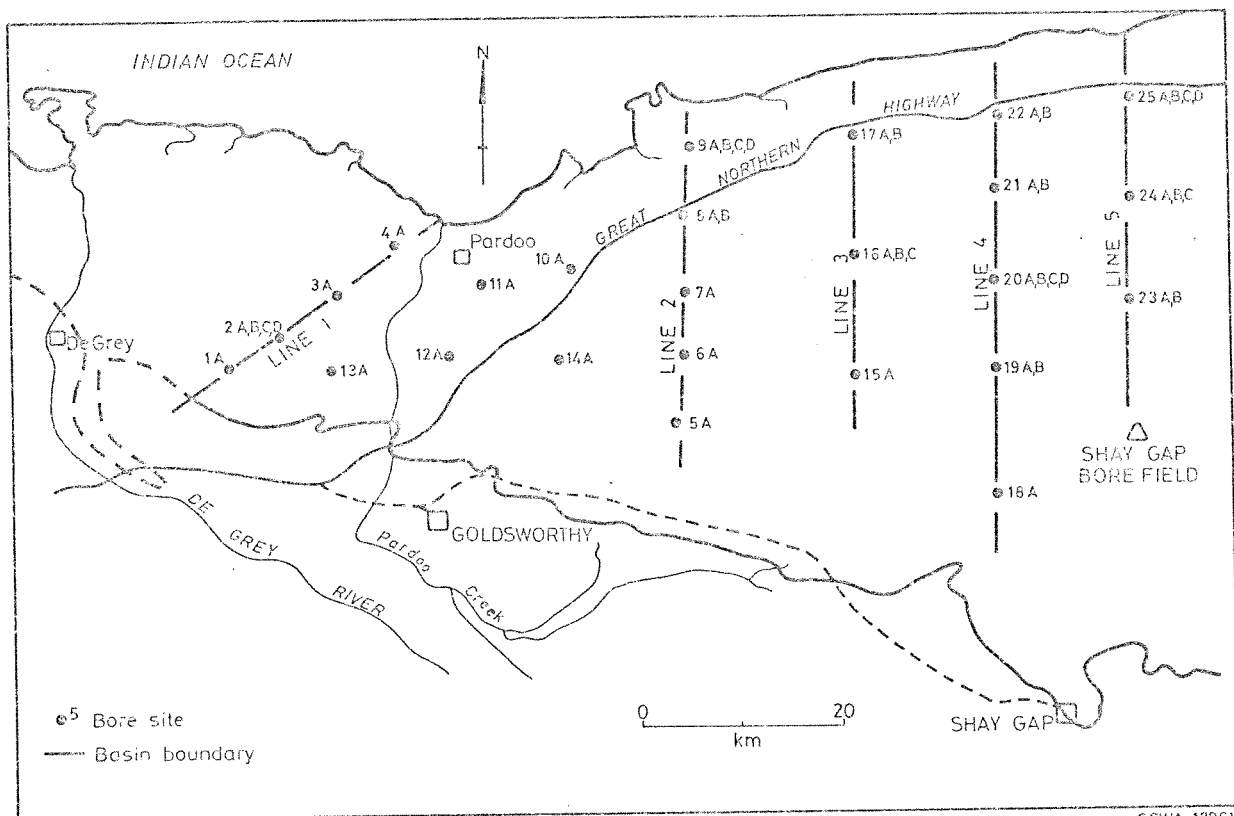 INDIAN OCEAN
N
HIGHWAY
25 A,B,C,D
22 A,B
17 A,B
9 A,B,C,D
NORTHERN
21 A,B
24 A,B,C
GREAT
8 A,B
4 A
Pardoo
10 A
11 A
16 A,B,C
LINE 3
LINE 4
LINE 5
20 A,B,C,D
3 A
7 A
23 A,B
2 A,B,C,D
LINE 1
LINE 2
De Grey
1 A
13 A
12 A
14 A
6 A
15 A
19 A,B
5 A
SHAY GAP
BORE FIELD
18 A
DE GREY RIVER
GOLDSWORTHY
Pardoo Creek
5 Bore site
Basin boundary
0 20
km
SHAY GAP